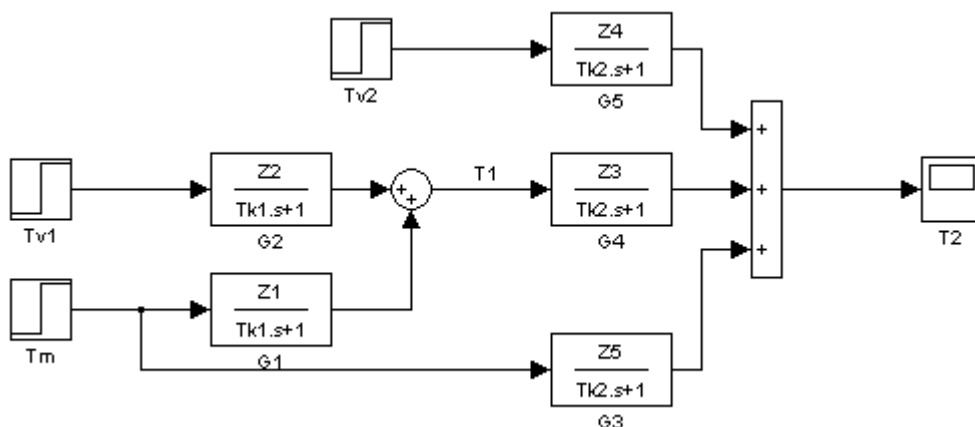 Z4
Tk2.s+1
G5
Tv2
+
Z2
Tk1.s+1
G2
Tv1
+
+
T1
Z3
Tk2.s+1
G4
+
T2
Z1
Tk1.s+1
G1
Tm
+
Z5
Tk2.s+1
G3